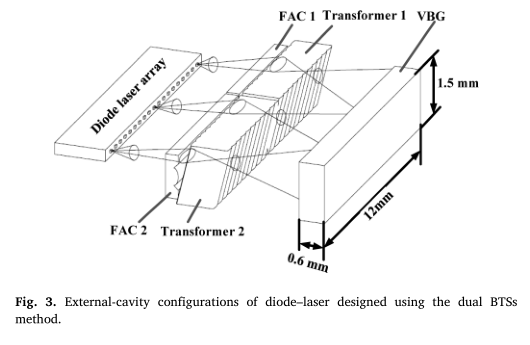 FAC 1 Transformer 1 VBG
Diode laser array
1.5 mm
12mm
FAC 2 Transformer 2
0.6 mm
Fig. 3. External-cavity configurations of diode–laser designed using the dual BTSs
method.